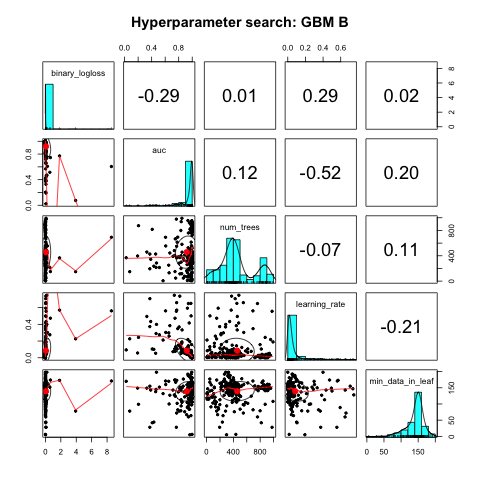 Hyperparameter search: GBM B
0.0 0.4 0.8 0.0 0.2 0.4 0.6
binary_logloss -0.29 0.01 0.29 0.02 0 2 4 6 8
0.0 0.4 0.8 auc 0.12 -0.52 0.20
num_trees -0.07 0.11 0 400 800
0.0 0.4 learning_rate -0.21
min_data_in_leaf 0 50 100 150
0 2 4 6 8 0 400 800 0 50 150